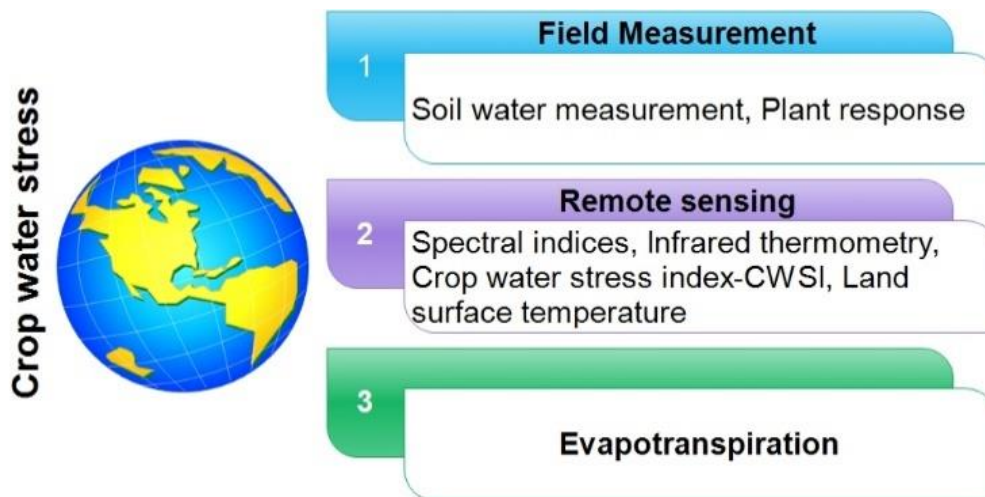 Crop water stress
1
Field Measurement
Soil water measurement, Plant response
2
Remote sensing
Spectral indices, Infrared thermometry,
Crop water stress index-CWSI, Land
surface temperature
3
Evapotranspiration